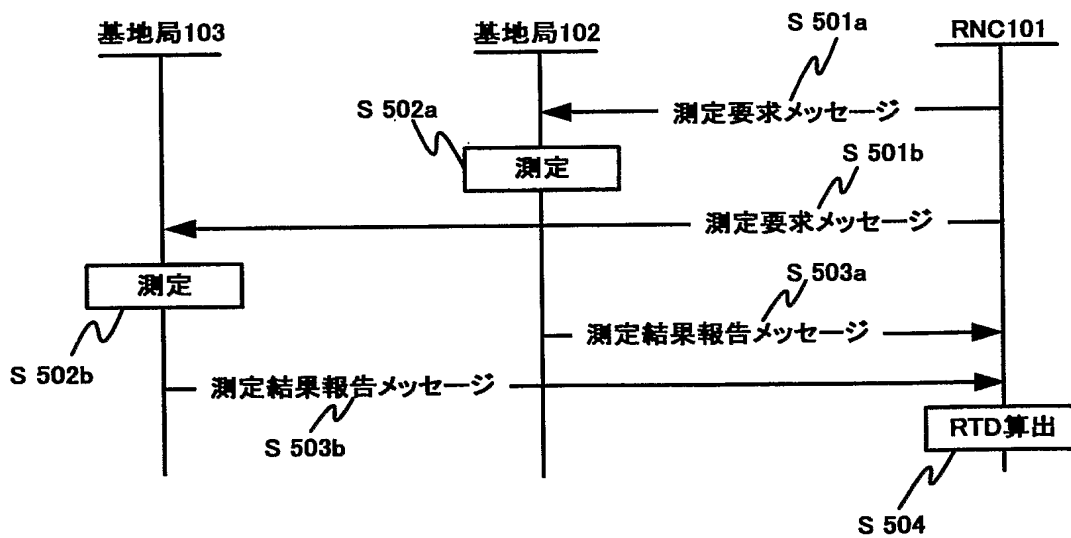 基地局103
基地局102
S 501a
RNC101
測定要求メッセージ
S 502a
測定
S 501b
測定要求メッセージ
測定
S 503a
測定結果報告メッセージ
S 502b
測定結果報告メッセージ
S 503b
RTD算出
S 504